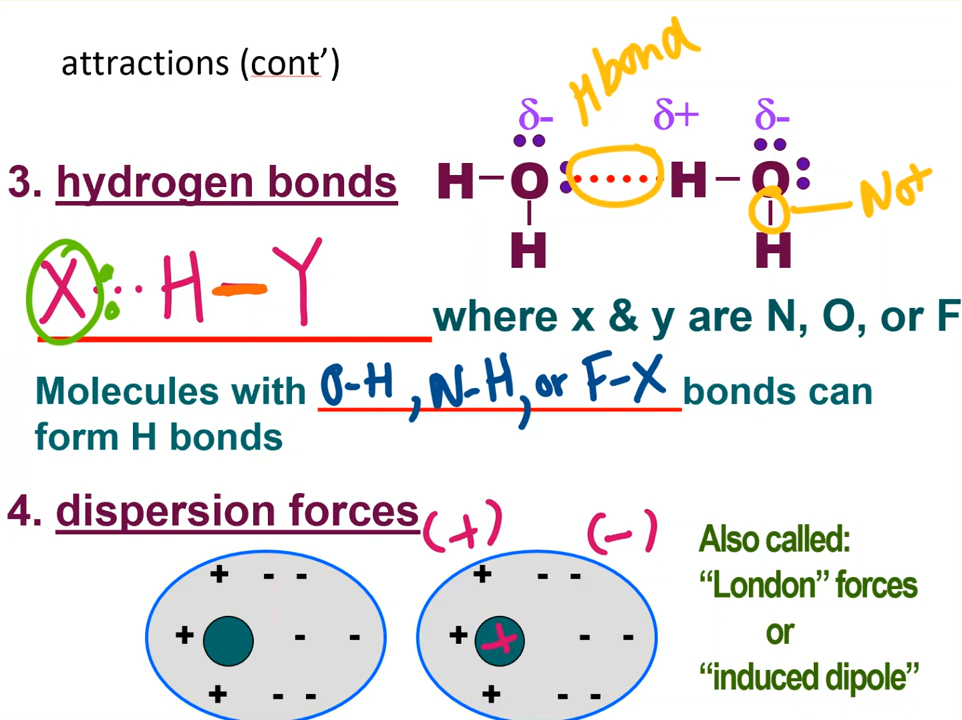 attractions (cont')
H bond
δ- δ+ δ-
3. hydrogen bonds H–O:·····H–O: Not
H H
X:··H–Y where x & y are N, O, or F
Molecules with O-H, N-H, or F-X bonds can
form H bonds
4. dispersion forces (+) (-)
Also called:
"London" forces
or
"induced dipole"
+ - - + - -
+ - - + + - -
+ - - + - -